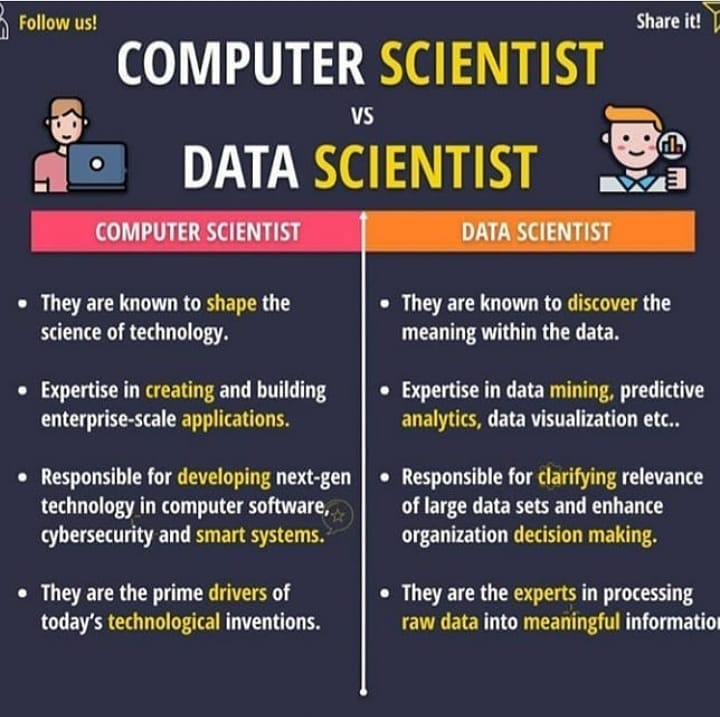 Follow us!
Share it!
COMPUTER SCIENTIST
VS
DATA SCIENTIST
COMPUTER SCIENTIST
• They are known to shape the
science of technology.
• Expertise in creating and building
enterprise-scale applications.
• Responsible for developing next-gen
technology in computer software,
cybersecurity and smart systems.
• They are the prime drivers of
today's technological inventions.
DATA SCIENTIST
• They are known to discover the
meaning within the data.
• Expertise in data mining, predictive
analytics, data visualization etc..
• Responsible for clarifying relevance
of large data sets and enhance
organization decision making.
• They are the experts in processing
raw data into meaningful informatio